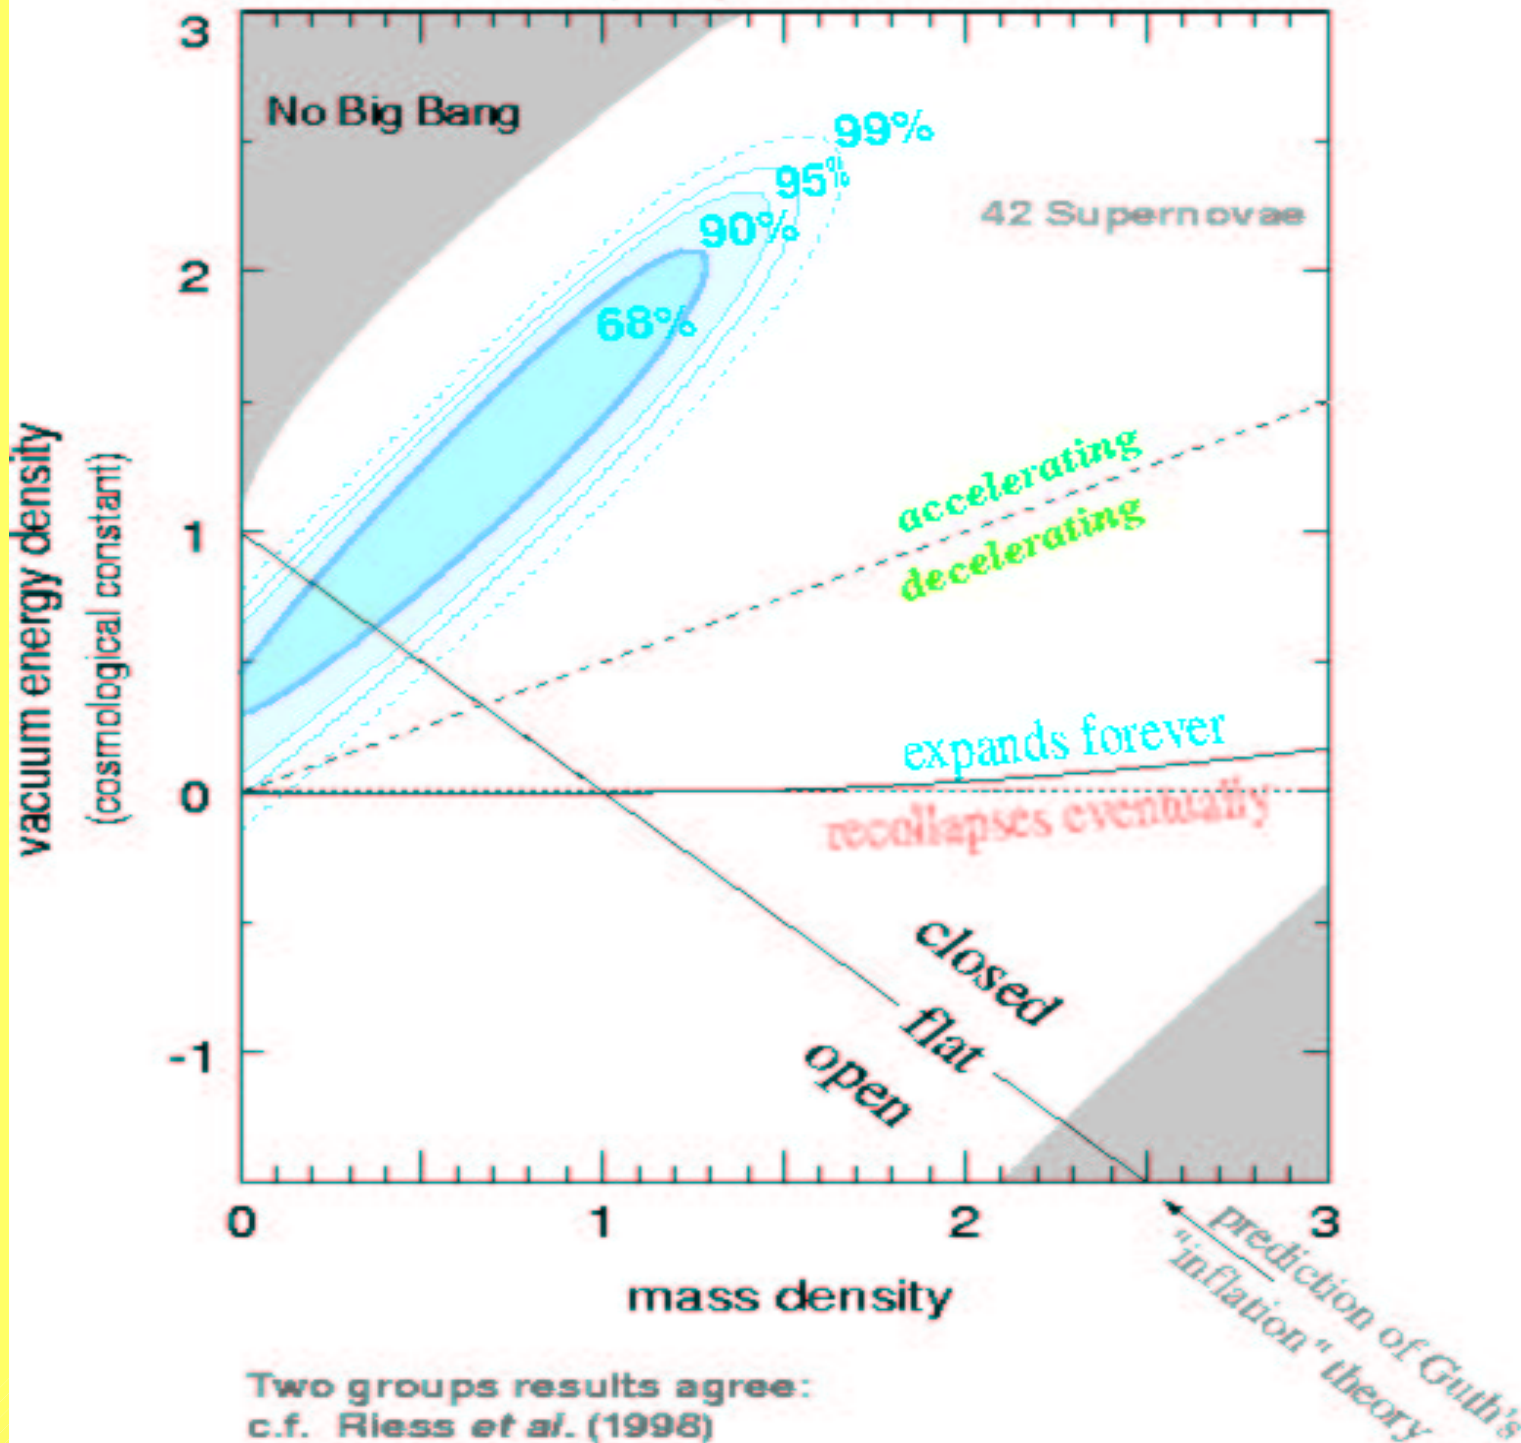 3
No Big Bang
99%
95%
90%
42 Supernovae
2
68%
vacuum energy density
(cosmological constant)
accelerating
decelerating
1
expands forever
0
recollapses eventually
closed
flat
open
-1
0 1 2 3
mass density
prediction of Guth's
"inflation" theory
Two groups results agree:
c.f. Riess et al. (1998)